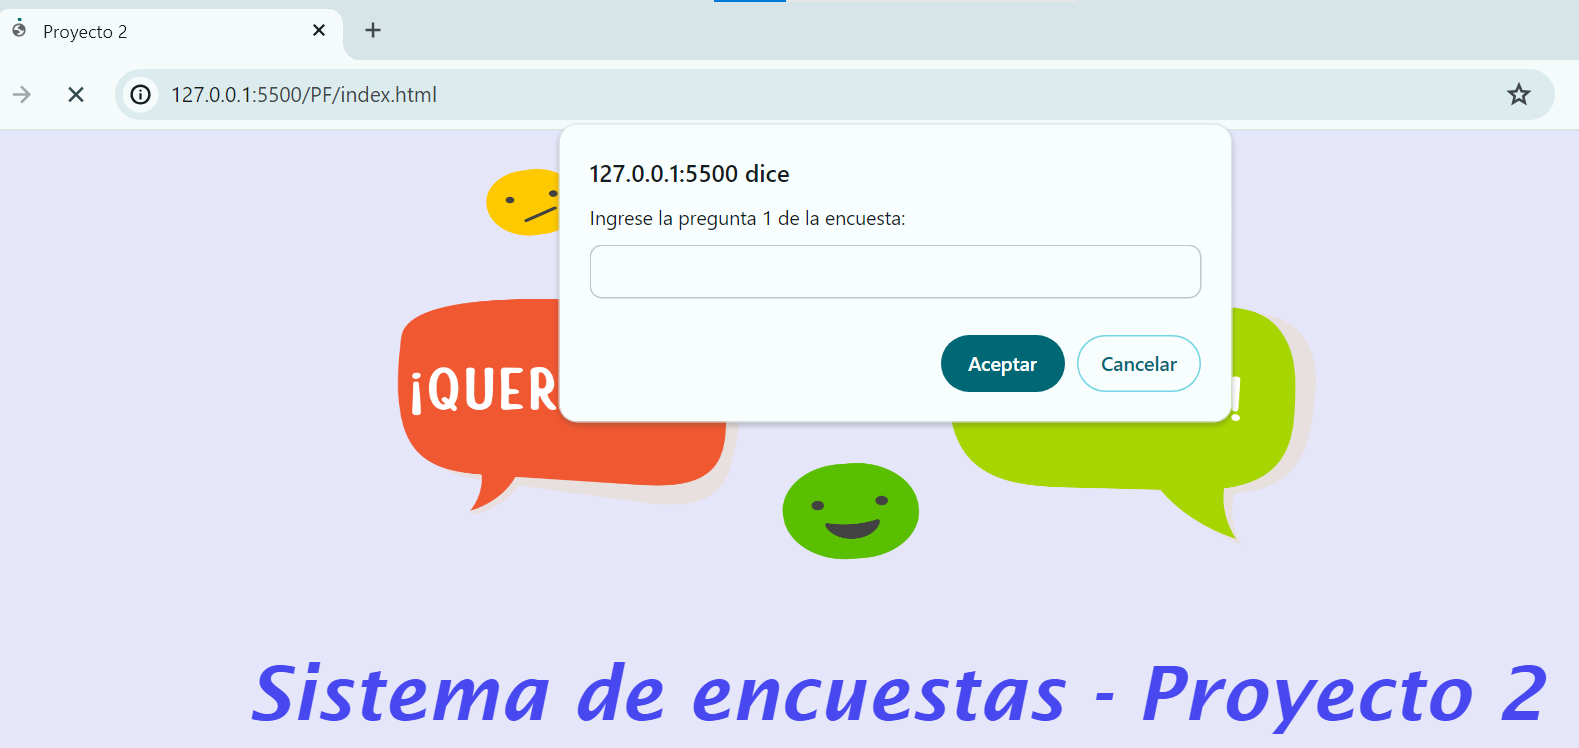 Proyecto 2
127.0.0.1:5500/PF/index.html
127.0.0.1:5500 dice
Ingrese la pregunta 1 de la encuesta:
Aceptar
Cancelar
Sistema de encuestas - Proyecto 2